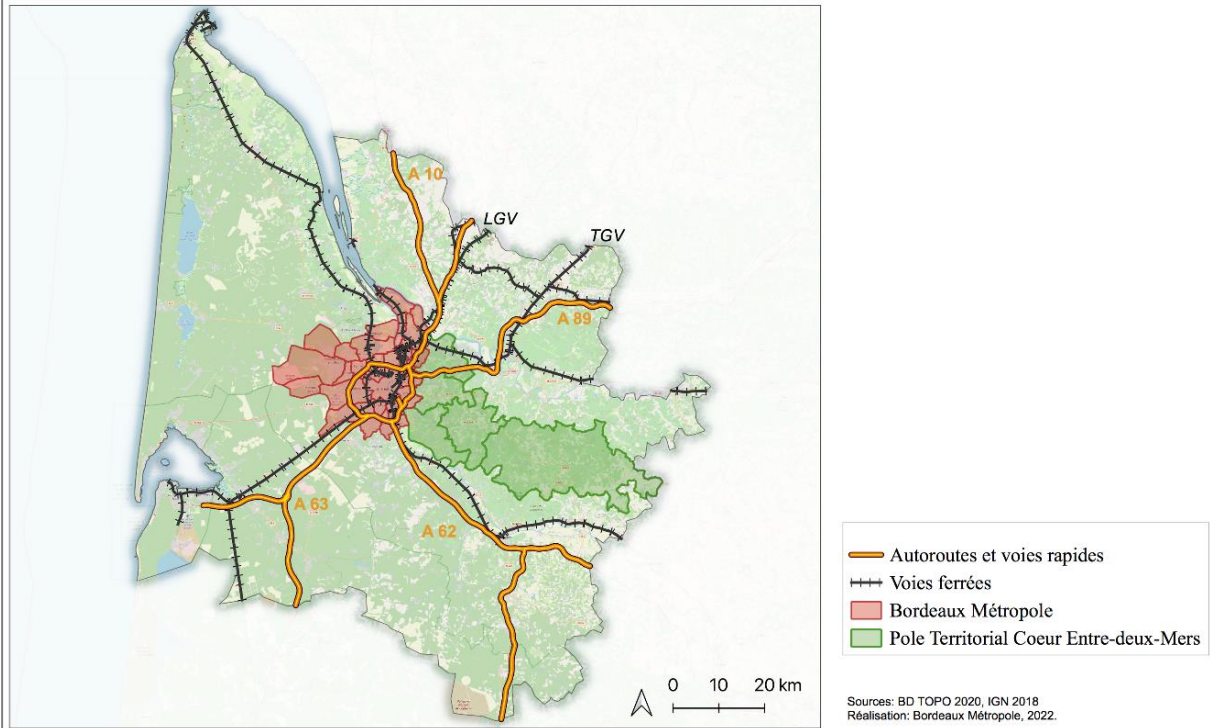 A 10
LGV
TGV
A 89
A 63
A 62
0 10 20 km
Autoroutes et voies rapides
Voies ferrées
Bordeaux Métropole
Pole Territorial Coeur Entre-deux-Mers
Sources: BD TOPO 2020, IGN 2018
Réalisation: Bordeaux Métropole, 2022.